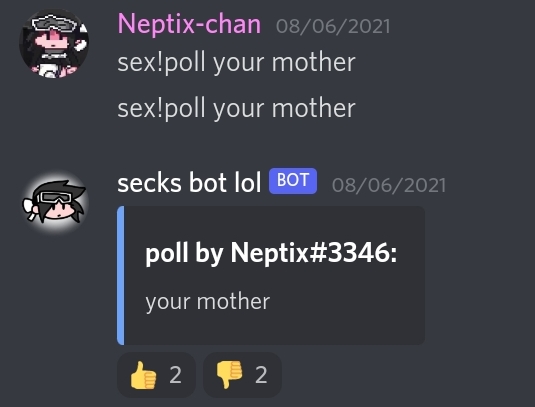 Neptix-chan 08/06/2021
sex!poll your mother
sex!poll your mother
secks bot lol BOT 08/06/2021
poll by Neptix#3346:
your mother
👍 2 👎 2